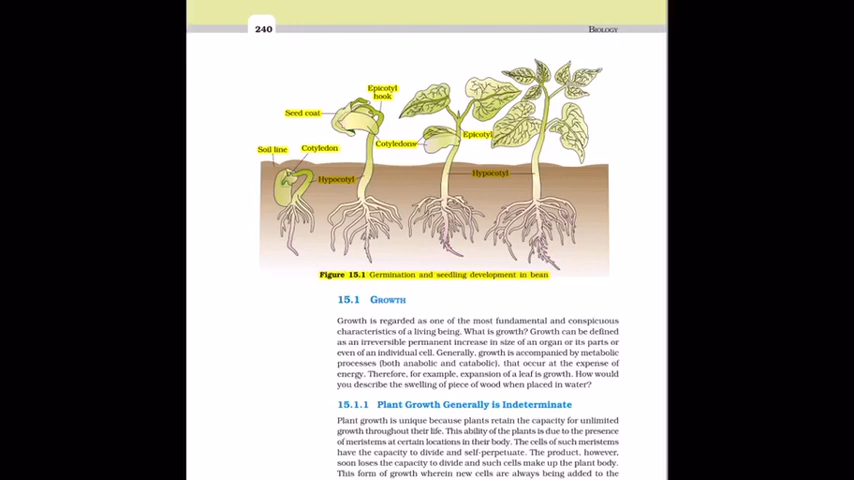 240
BIOLOGY
Epicotyl
hook
Seed coat
Cotyledons
Epicotyl
Soil line
Cotyledon
Hypocotyl
Hypocotyl
Figure 15.1 Germination and seedling development in bean
15.1 GROWTH
Growth is regarded as one of the most fundamental and conspicuous
characteristics of a living being. What is growth? Growth can be defined
as an irreversible permanent increase in size of an organ or its parts or
even of an individual cell. Generally, growth is accompanied by metabolic
processes (both anabolic and catabolic), that occur at the expense of
energy. Therefore, for example, expansion of a leaf is growth. How would
you describe the swelling of piece of wood when placed in water?
15.1.1 Plant Growth Generally is Indeterminate
Plant growth is unique because plants retain the capacity for unlimited
growth throughout their life. This ability of the plants is due to the presence
of meristems at certain locations in their body. The cells of such meristems
have the capacity to divide and self-perpetuate. The product, however,
soon loses the capacity to divide and such cells make up the plant body.
This form of growth wherein new cells are always being added to the